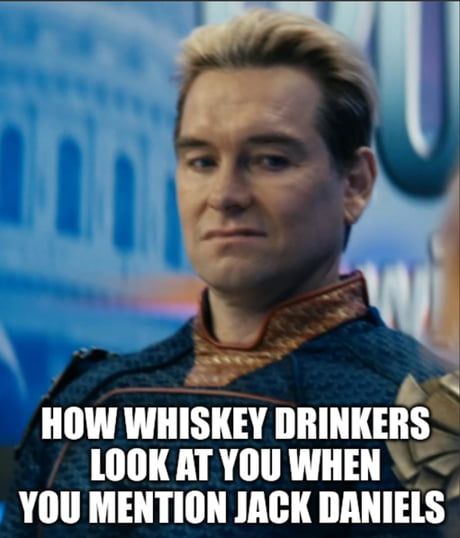 HOW WHISKEY DRINKERS
LOOK AT YOU WHEN
YOU MENTION JACK DANIELS